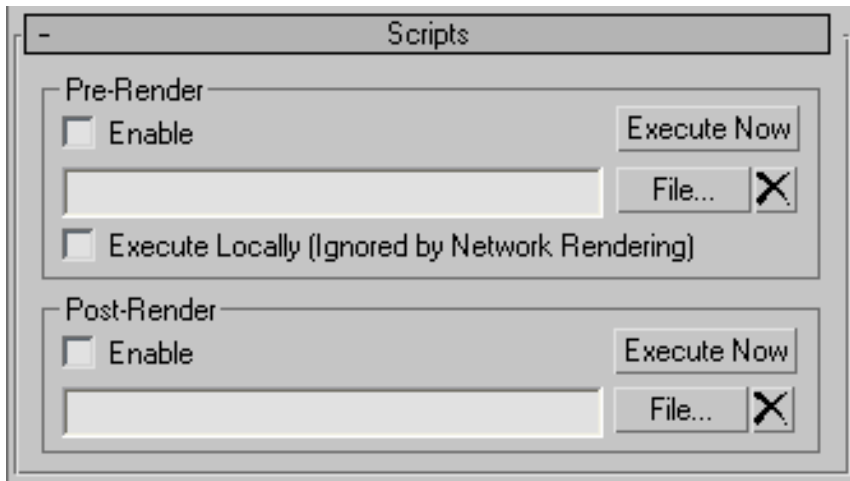 - Scripts
Pre-Render
Enable Execute Now
File... X
Execute Locally (Ignored by Network Rendering)
Post-Render
Enable Execute Now
File... X